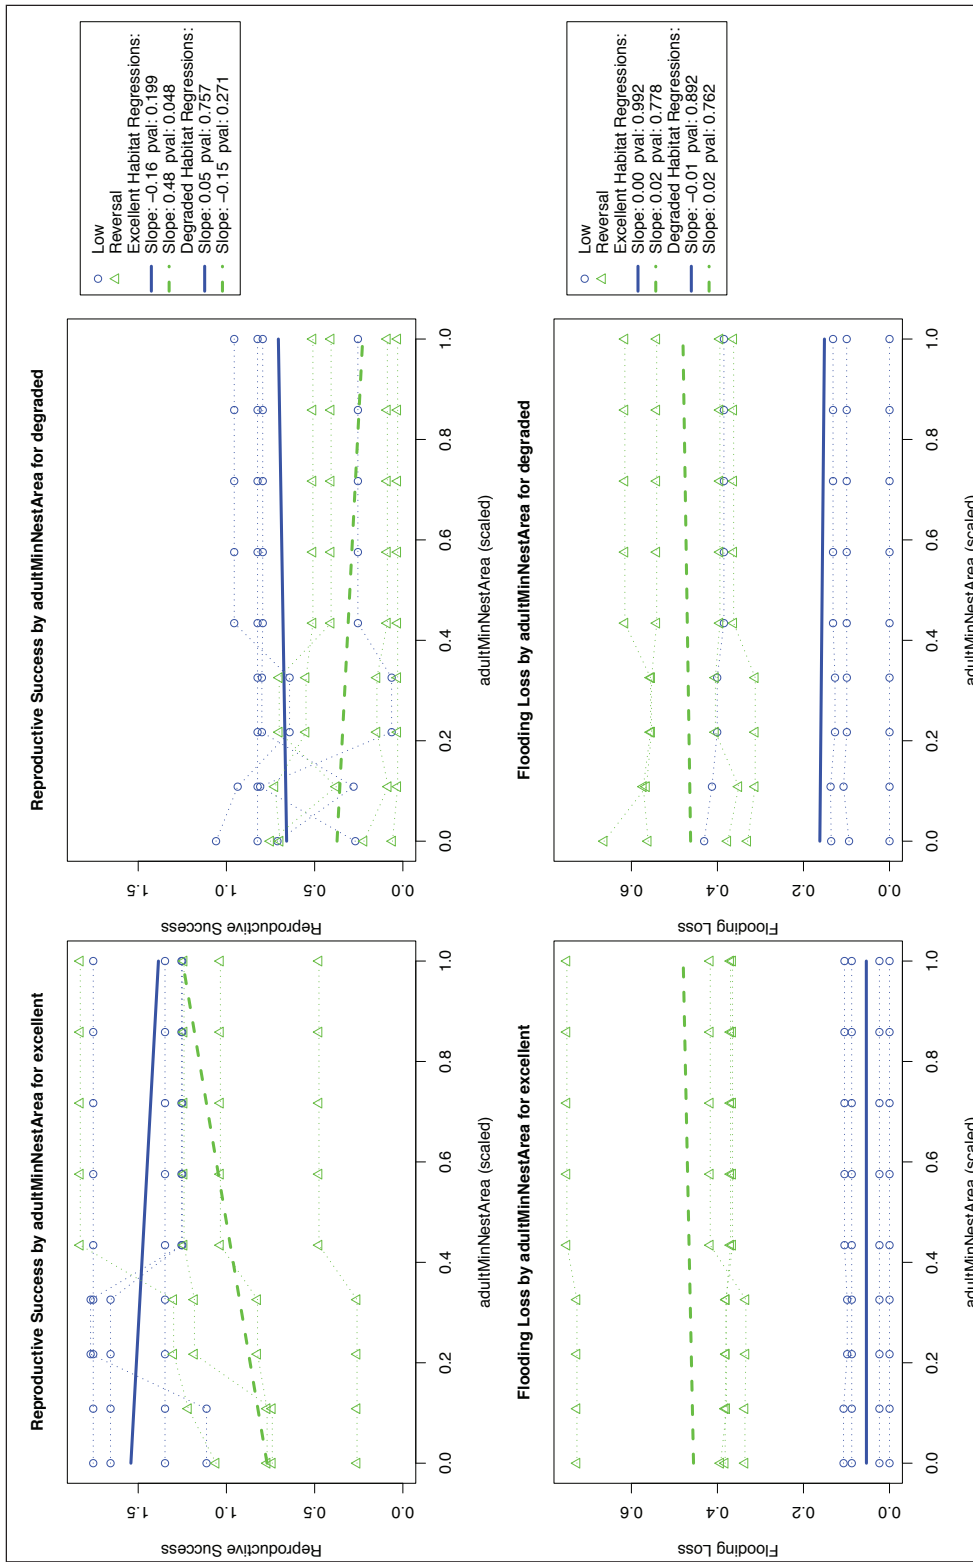 Reproductive Success by adultMinNestArea for excellent
Reproductive Success
0.0 0.5 1.0 1.5
0.0 0.2 0.4 0.6 0.8 1.0
adultMinNestArea (scaled)
Reproductive Success by adultMinNestArea for degraded
Reproductive Success
0.0 0.5 1.0 1.5
0.0 0.2 0.4 0.6 0.8 1.0
adultMinNestArea (scaled)
Low
Reversal
Excellent Habitat Regressions:
Slope: −0.16 pval: 0.199
Slope: 0.48 pval: 0.048
Degraded Habitat Regressions:
Slope: 0.05 pval: 0.757
Slope: −0.15 pval: 0.271
Flooding Loss by adultMinNestArea for excellent
Flooding Loss
0.0 0.2 0.4 0.6
0.0 0.2 0.4 0.6 0.8 1.0
adultMinNestArea (scaled)
Flooding Loss by adultMinNestArea for degraded
Flooding Loss
0.0 0.2 0.4 0.6
0.0 0.2 0.4 0.6 0.8 1.0
adultMinNestArea (scaled)
Low
Reversal
Excellent Habitat Regressions:
Slope: 0.00 pval: 0.992
Slope: 0.02 pval: 0.778
Degraded Habitat Regressions:
Slope: −0.01 pval: 0.892
Slope: 0.02 pval: 0.762